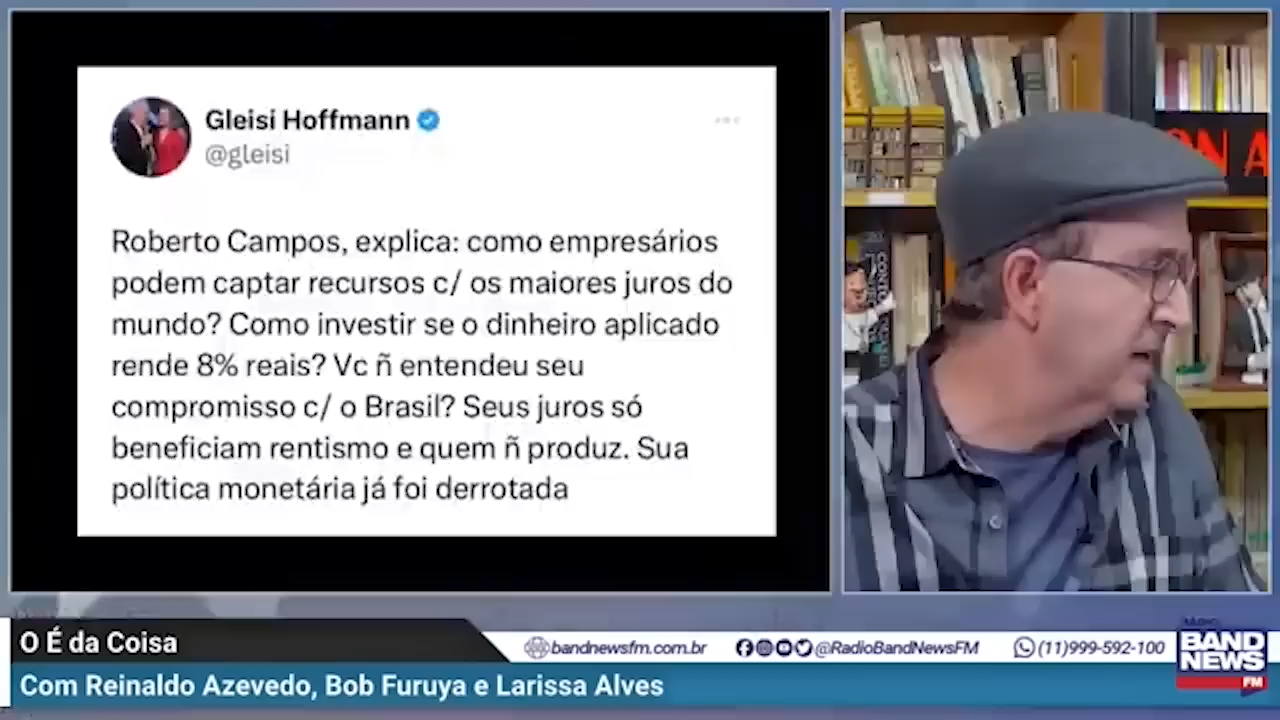 Gleisi Hoffmann
@gleisi
Roberto Campos, explica: como empresários
podem captar recursos c/ os maiores juros do
mundo? Como investir se o dinheiro aplicado
rende 8% reais? Vc ñ entendeu seu
compromisso c/ o Brasil? Seus juros só
beneficiam rentismo e quem ñ produz. Sua
política monetária já foi derrotada
ON A
O É da Coisa
bandnewsfm.com.br
@RadioBandNewsFM
(11)999-592-100
RÁDIO
BAND
NEWS
FM
Com Reinaldo Azevedo, Bob Furuya e Larissa Alves